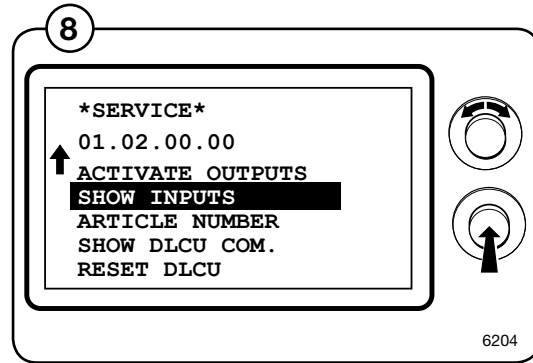 8
*SERVICE*
01.02.00.00
ACTIVATE OUTPUTS
SHOW INPUTS
ARTICLE NUMBER
SHOW DLCU COM.
RESET DLCU
6204